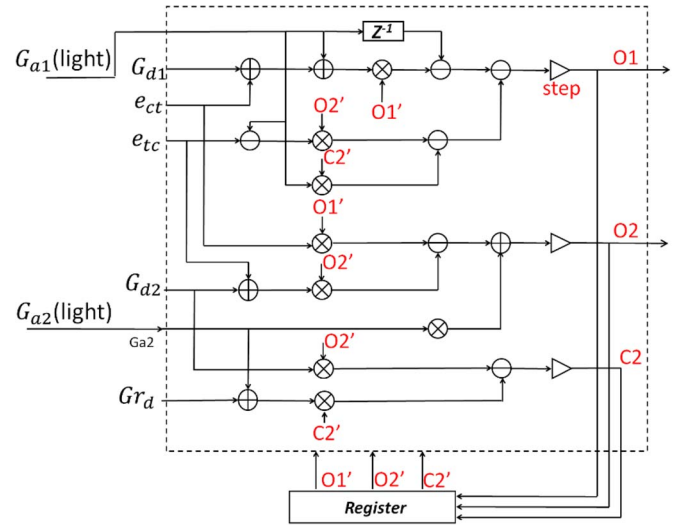 Z⁻¹
G_a1(light)
G_d1
O1
step
e_ct
O2’
O1’
e_tc
C2’
O1’
O2
O2’
G_d2
G_a2(light)
Ga2
O2’
C2
Gr_d
C2’
O1’ O2’ C2’
Register